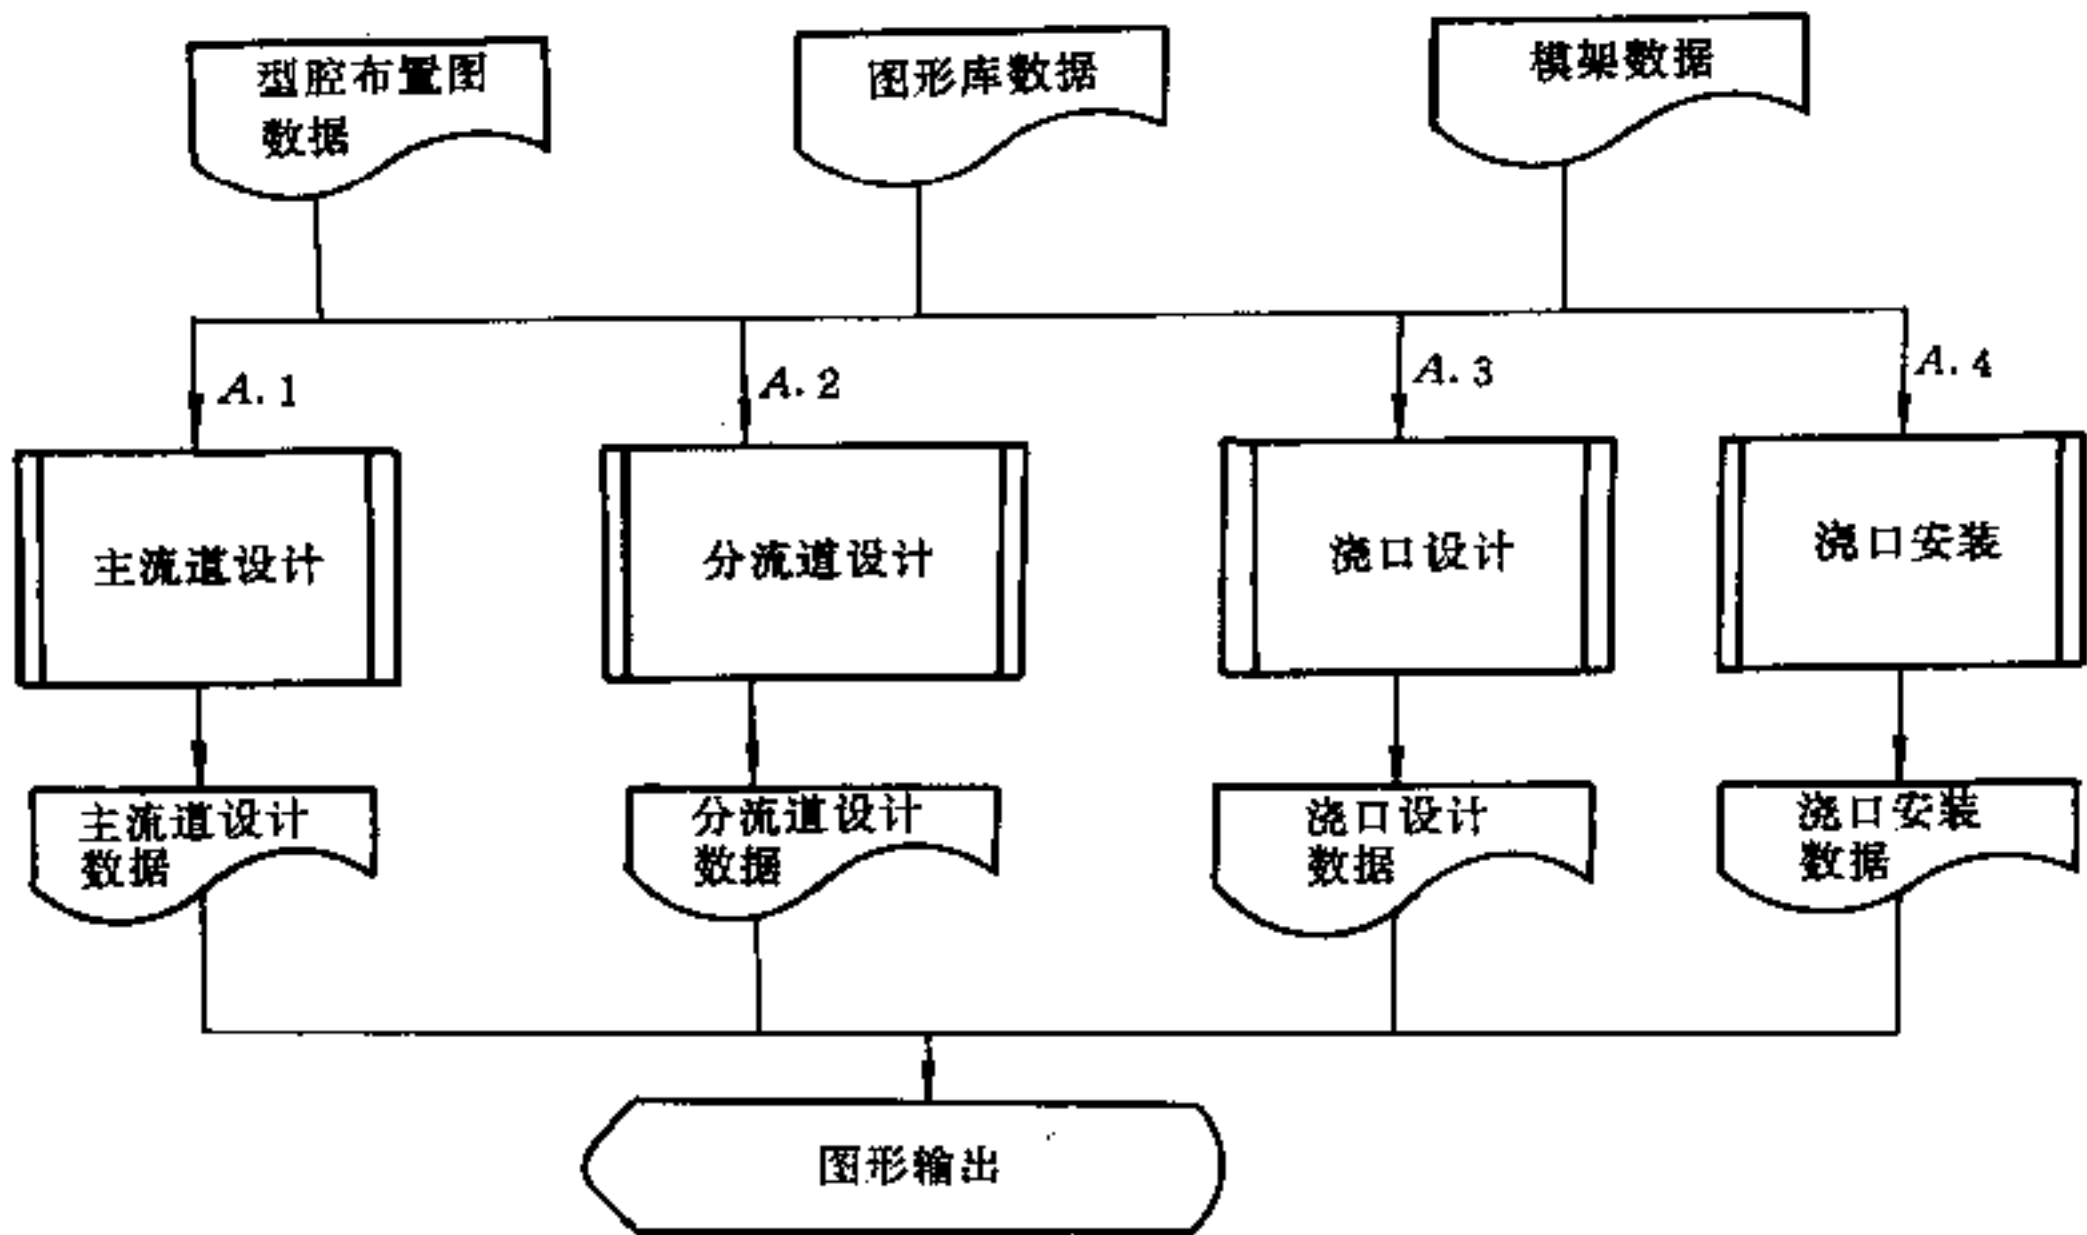 型腔布置图
数据
图形库数据
模架数据
A.1
A.2
A.3
A.4
主流道设计
分流道设计
浇口设计
浇口安装
主流道设计
数据
分流道设计
数据
浇口设计
数据
浇口安装
数据
图形输出